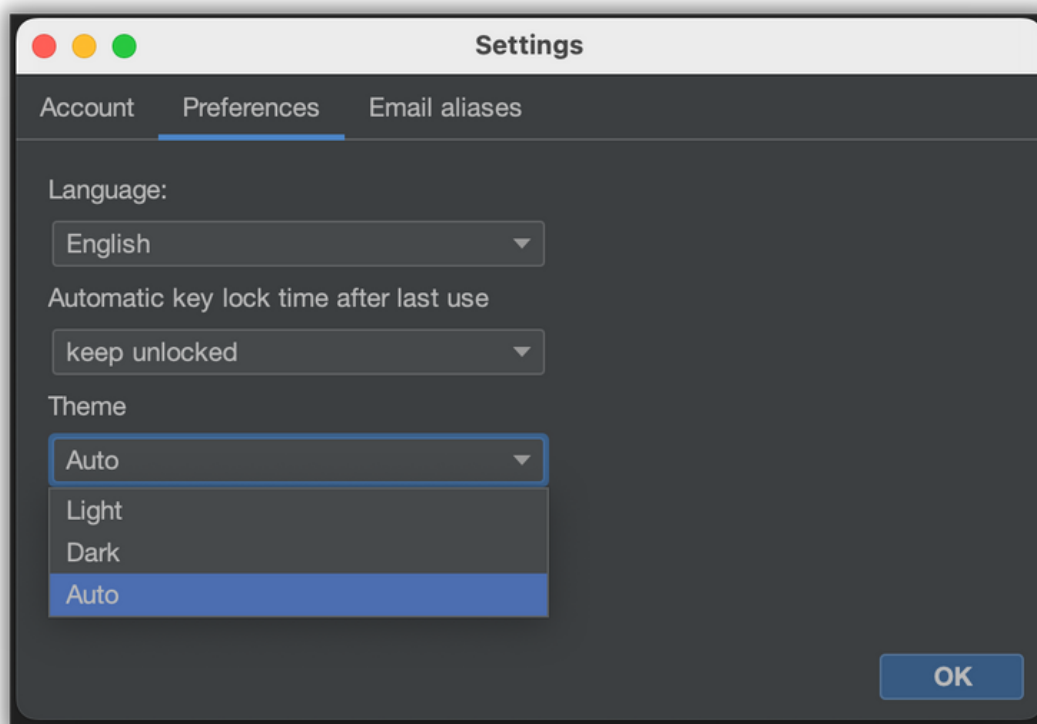 Settings
Account Preferences Email aliases
Language:
English
Automatic key lock time after last use
keep unlocked
Theme
Auto
Light
Dark
Auto
OK